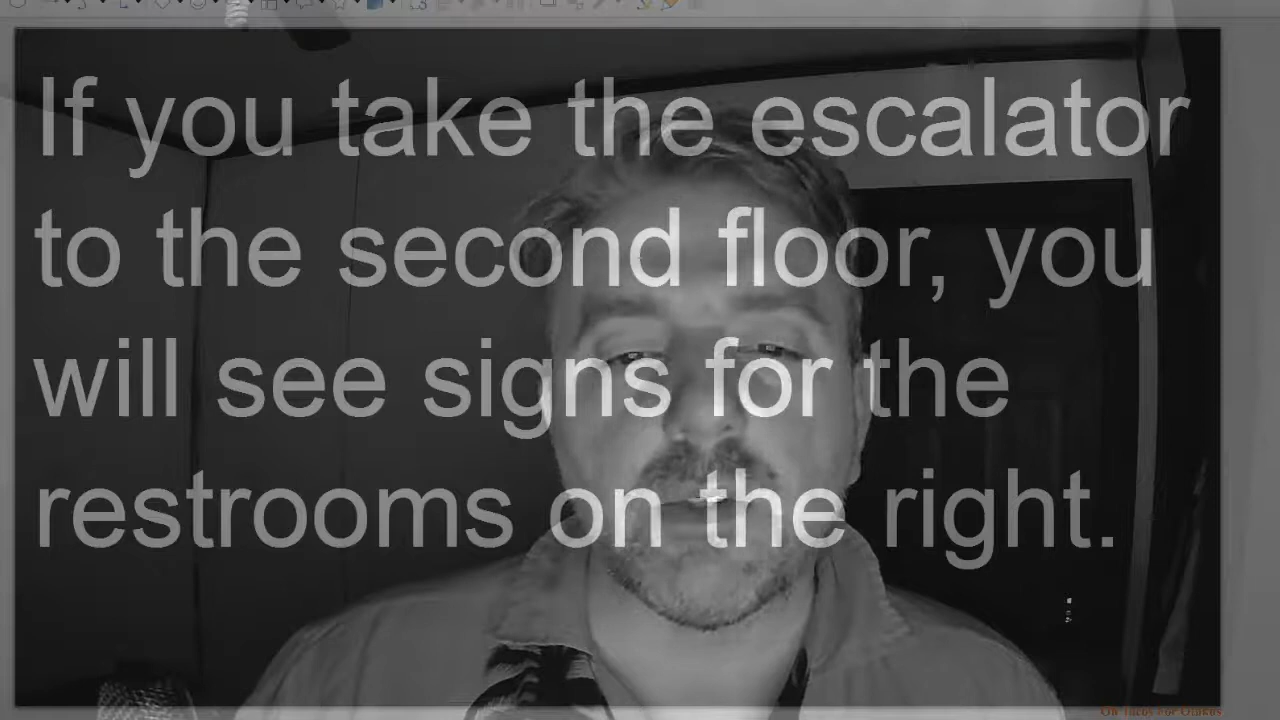 If you take the escalator
to the second floor, you
will see signs for the
restrooms on the right.